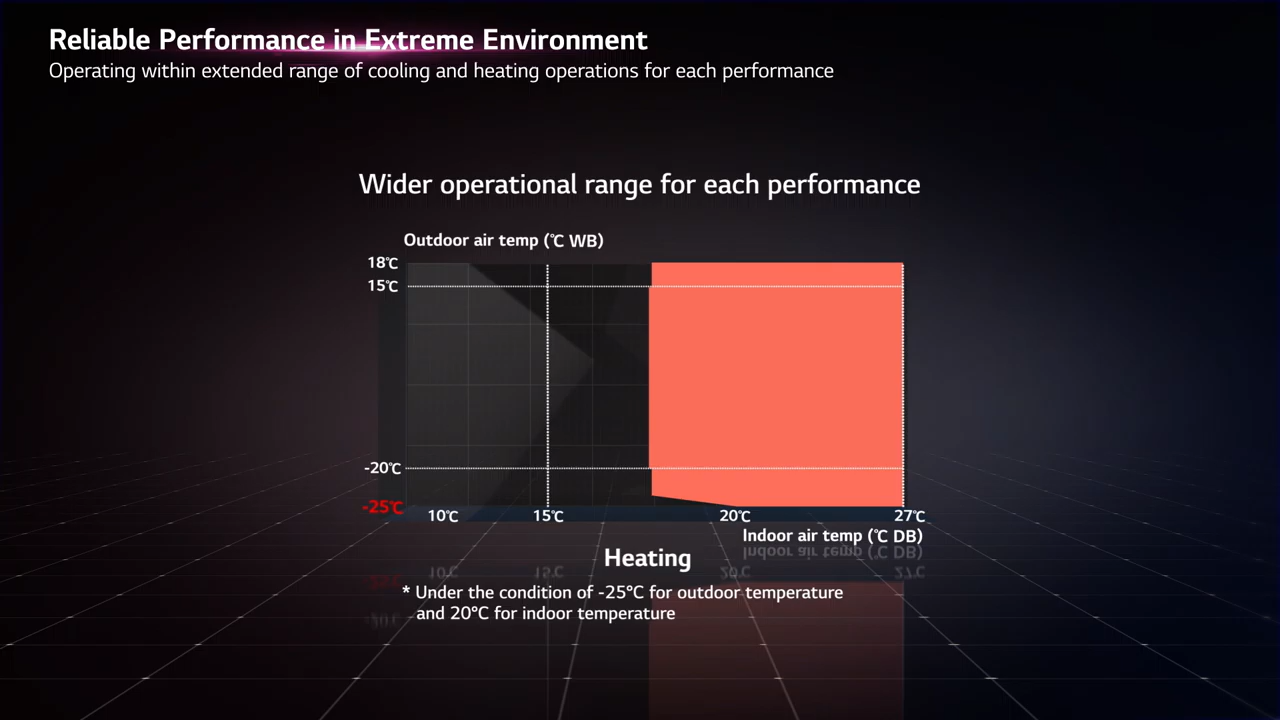 Reliable Performance in Extreme Environment
Operating within extended range of cooling and heating operations for each performance
Wider operational range for each performance
Outdoor air temp (℃ WB)
18℃
15℃
-20℃
-25℃
10℃ 15℃ 20℃ 27℃
Indoor air temp (℃ DB)
Heating
* Under the condition of -25°C for outdoor temperature
and 20°C for indoor temperature